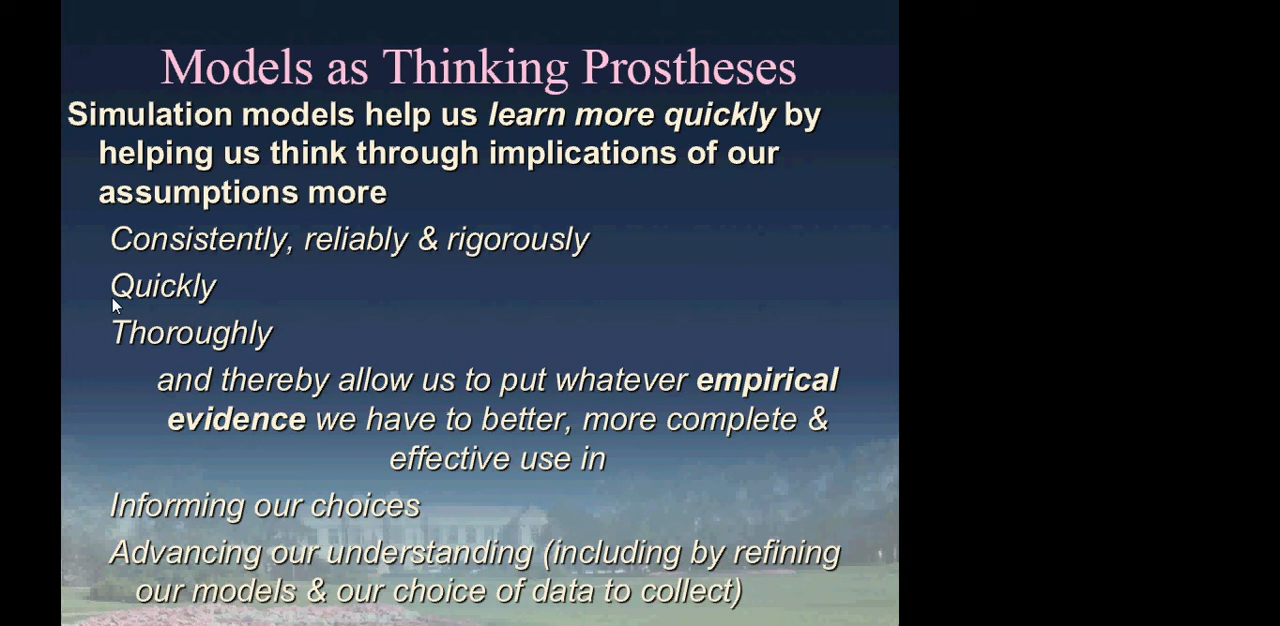 Models as Thinking Prostheses
Simulation models help us learn more quickly by
helping us think through implications of our
assumptions more
Consistently, reliably & rigorously
Quickly
Thoroughly
and thereby allow us to put whatever empirical
evidence we have to better, more complete &
effective use in
Informing our choices
Advancing our understanding (including by refining
our models & our choice of data to collect)